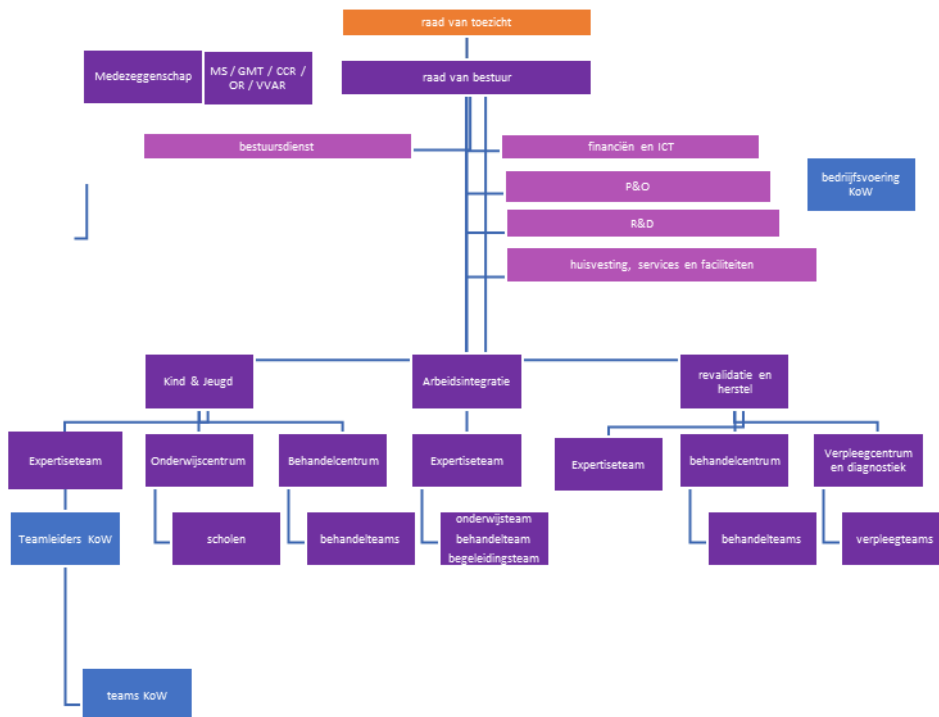 raad van toezicht
Medezeggenschap
MS / GMT / CCR /
OR / VVAR
raad van bestuur
bestuursdienst
financiën en ICT
P&O
bedrijfsvoering
KoW
R&D
huisvesting, services en faciliteiten
Kind & Jeugd
Arbeidsintegratie
revalidatie en
herstel
Expertiseteam
Onderwijscentrum
Behandelcentrum
Expertiseteam
Expertiseteam
behandelcentrum
Verpleegcentrum
en diagnostiek
Teamleiders KoW
scholen
behandelteams
onderwijsteam
behandelteam
begeleidingsteam
behandelteams
verpleegteams
teams KoW